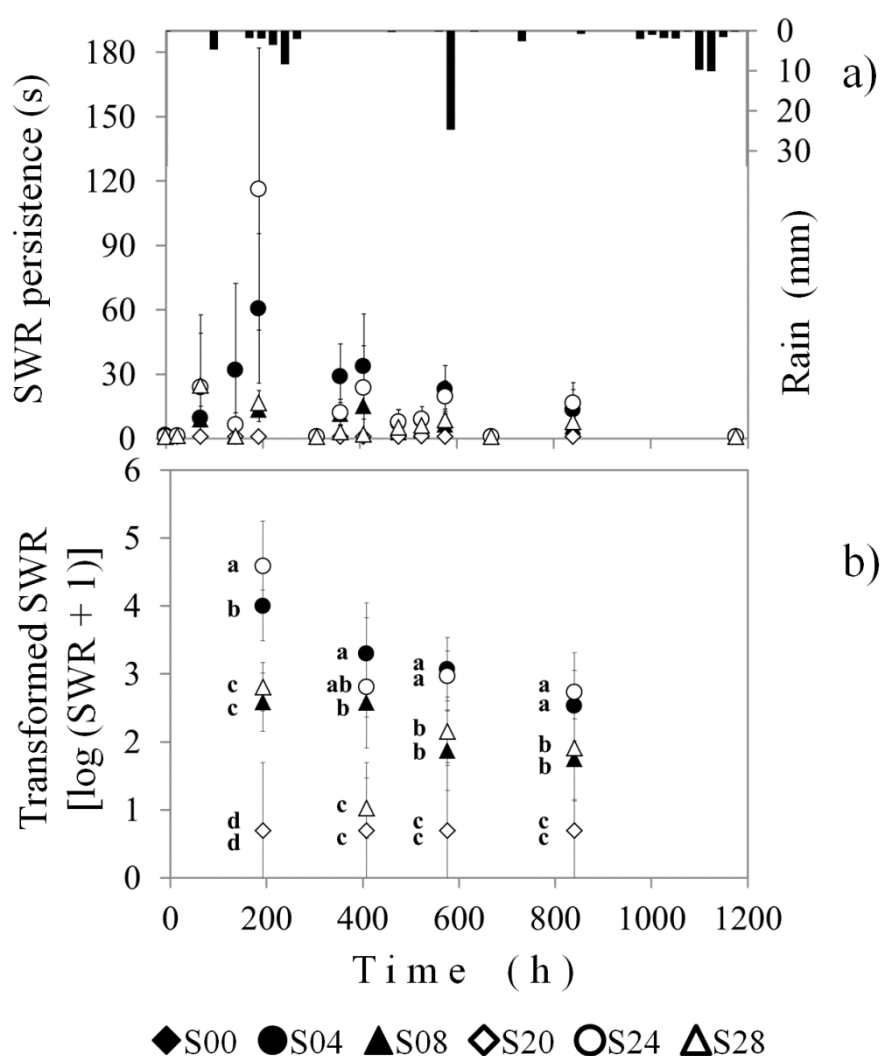 180
150
120
90
60
30
0
SWR persistence (s)
0
10
20
30
Rain (mm)
a)
6
5
4
3
2
1
0
Transformed SWR
[log (SWR + 1)]
a
b
c
c
d
d
a
ab
b
c
c
a
a
b
b
c
c
a
a
b
b
c
c
b)
0 200 400 600 800 1000 1200
Time (h)
S00 S04 S08 S20 S24 S28